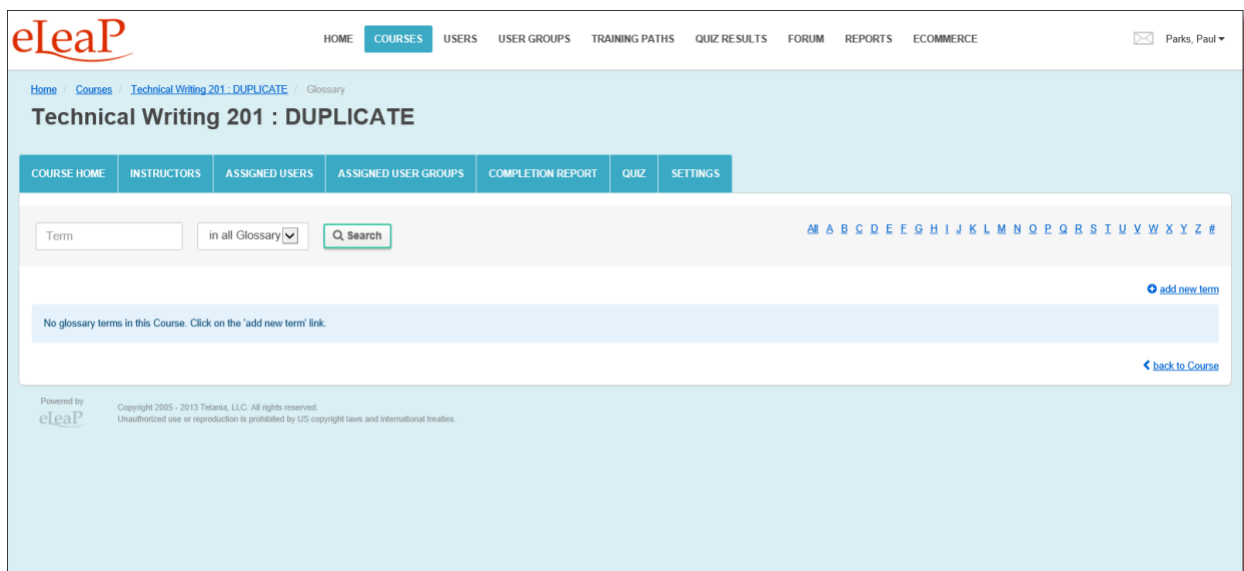 eLeaP HOME COURSES USERS USER GROUPS TRAINING PATHS QUIZ RESULTS FORUM REPORTS ECOMMERCE Parks, Paul
Home / Courses / Technical Writing 201 : DUPLICATE / Glossary
Technical Writing 201 : DUPLICATE
COURSE HOME INSTRUCTORS ASSIGNED USERS ASSIGNED USER GROUPS COMPLETION REPORT QUIZ SETTINGS
Term in all Glossary Search All A B C D E F G H I J K L M N O P Q R S T U V W X Y Z #
add new term
No glossary terms in this Course. Click on the 'add new term' link.
back to Course
Powered by
eLeaP
Copyright 2005 - 2013 Telania, LLC. All rights reserved.
Unauthorized use or reproduction is prohibited by US copyright laws and international treaties.